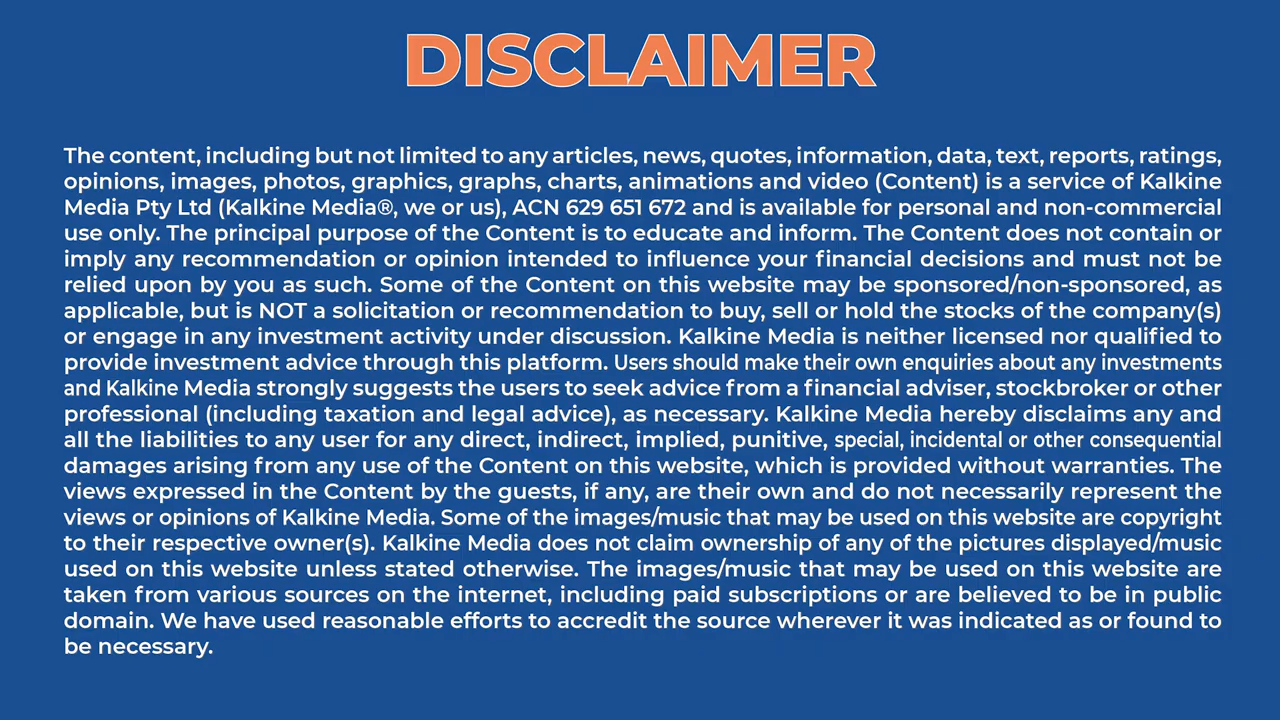 DISCLAIMER
The content, including but not limited to any articles, news, quotes, information, data, text, reports, ratings,
opinions, images, photos, graphics, graphs, charts, animations and video (Content) is a service of Kalkine
Media Pty Ltd (Kalkine Media®, we or us), ACN 629 651 672 and is available for personal and non-commercial
use only. The principal purpose of the Content is to educate and inform. The Content does not contain or
imply any recommendation or opinion intended to influence your financial decisions and must not be
relied upon by you as such. Some of the Content on this website may be sponsored/non-sponsored, as
applicable, but is NOT a solicitation or recommendation to buy, sell or hold the stocks of the company(s)
or engage in any investment activity under discussion. Kalkine Media is neither licensed nor qualified to
provide investment advice through this platform. Users should make their own enquiries about any investments
and Kalkine Media strongly suggests the users to seek advice from a financial adviser, stockbroker or other
professional (including taxation and legal advice), as necessary. Kalkine Media hereby disclaims any and
all the liabilities to any user for any direct, indirect, implied, punitive, special, incidental or other consequential
damages arising from any use of the Content on this website, which is provided without warranties. The
views expressed in the Content by the guests, if any, are their own and do not necessarily represent the
views or opinions of Kalkine Media. Some of the images/music that may be used on this website are copyright
to their respective owner(s). Kalkine Media does not claim ownership of any of the pictures displayed/music
used on this website unless stated otherwise. The images/music that may be used on this website are
taken from various sources on the internet, including paid subscriptions or are believed to be in public
domain. We have used reasonable efforts to accredit the source wherever it was indicated as or found to
be necessary.